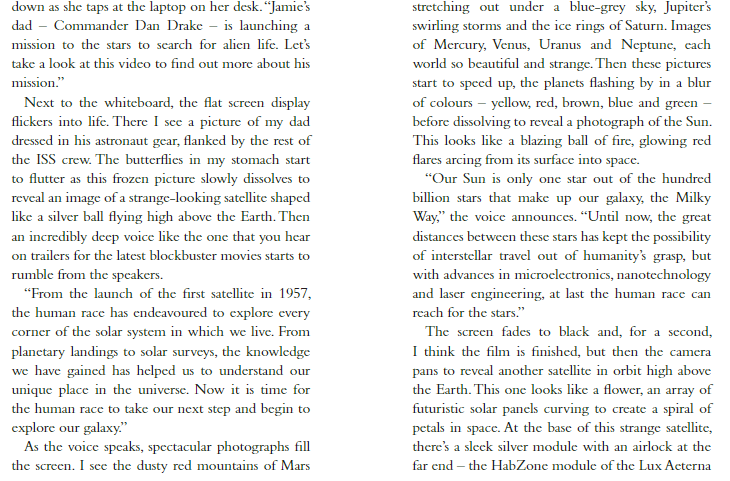 down as she taps at the laptop on her desk. “Jamie’s
dad – Commander Dan Drake – is launching a
mission to the stars to search for alien life. Let’s
take a look at this video to find out more about his
mission.”
Next to the whiteboard, the flat screen display
flickers into life. There I see a picture of my dad
dressed in his astronaut gear, flanked by the rest of
the ISS crew. The butterflies in my stomach start
to flutter as this frozen picture slowly dissolves to
reveal an image of a strange-looking satellite shaped
like a silver ball flying high above the Earth. Then
an incredibly deep voice like the one that you hear
on trailers for the latest blockbuster movies starts to
rumble from the speakers.
“From the launch of the first satellite in 1957,
the human race has endeavoured to explore every
corner of the solar system in which we live. From
planetary landings to solar surveys, the knowledge
we have gained has helped us to understand our
unique place in the universe. Now it is time for
the human race to take our next step and begin to
explore our galaxy.”
As the voice speaks, spectacular photographs fill
the screen. I see the dusty red mountains of Mars
stretching out under a blue-grey sky, Jupiter’s
swirling storms and the ice rings of Saturn. Images
of Mercury, Venus, Uranus and Neptune, each
world so beautiful and strange. Then these pictures
start to speed up, the planets flashing by in a blur
of colours – yellow, red, brown, blue and green –
before dissolving to reveal a photograph of the Sun.
This looks like a blazing ball of fire, glowing red
flares arcing from its surface into space.
“Our Sun is only one star out of the hundred
billion stars that make up our galaxy, the Milky
Way,” the voice announces. “Until now, the great
distances between these stars has kept the possibility
of interstellar travel out of humanity’s grasp, but
with advances in microelectronics, nanotechnology
and laser engineering, at last the human race can
reach for the stars.”
The screen fades to black and, for a second,
I think the film is finished, but then the camera
pans to reveal another satellite in orbit high above
the Earth. This one looks like a flower, an array of
futuristic solar panels curving to create a spiral of
petals in space. At the base of this strange satellite,
there’s a sleek silver module with an airlock at the
far end – the HabZone module of the Lux Aeterna